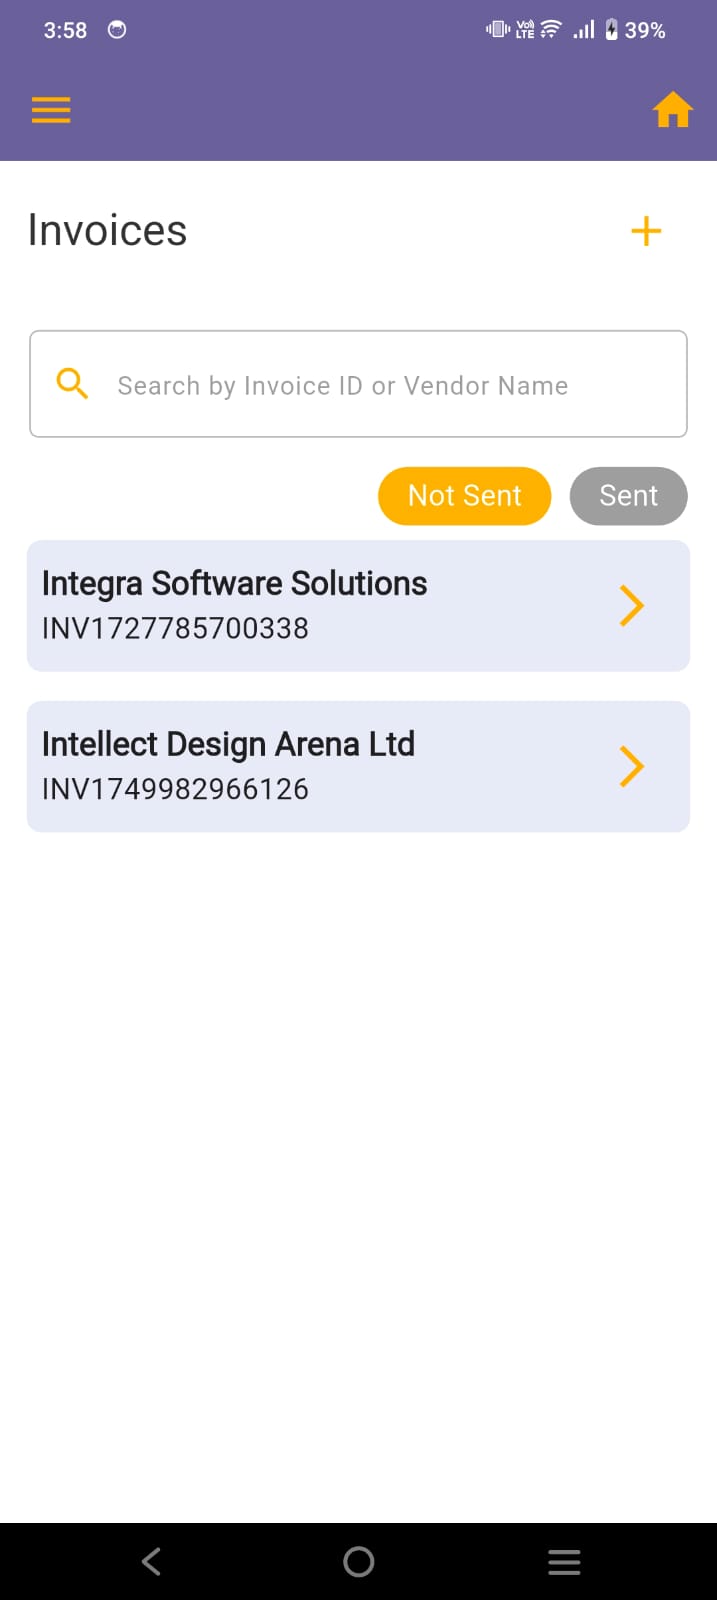 3:58
Vo)) LTE
39%
Invoices
Search by Invoice ID or Vendor Name
Not Sent
Sent
Integra Software Solutions
INV1727785700338
Intellect Design Arena Ltd
INV1749982966126